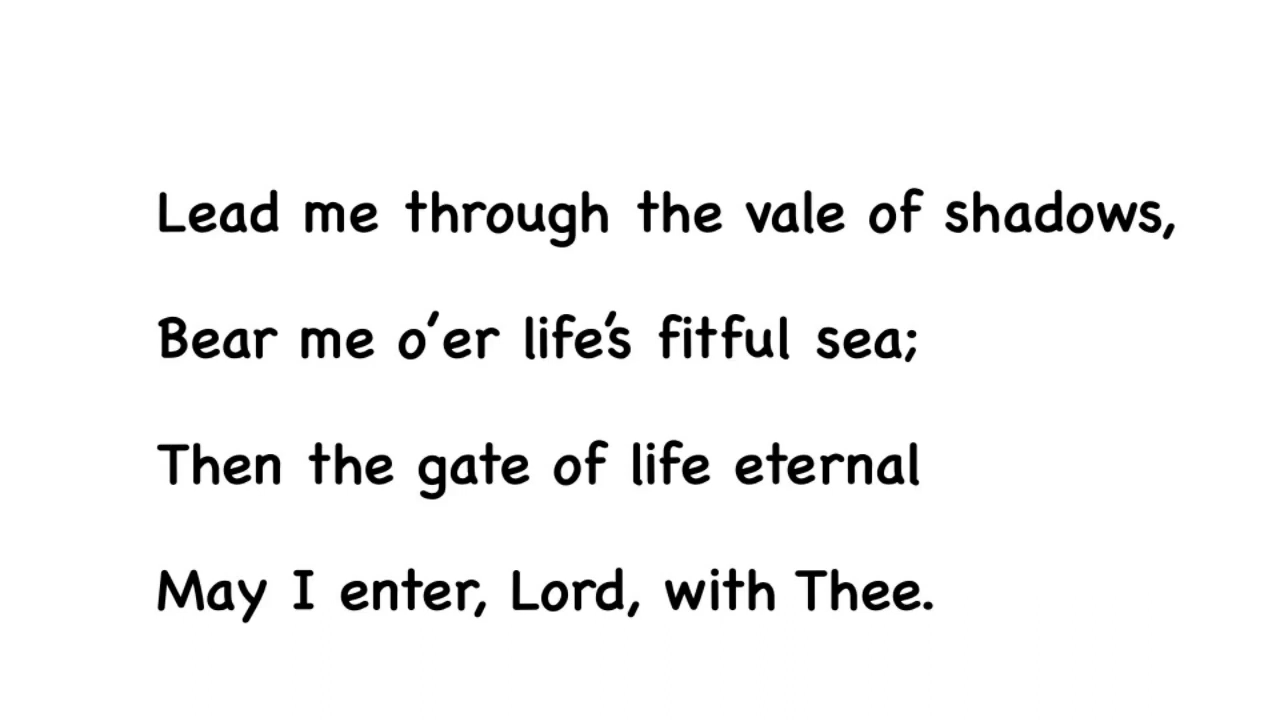 Lead me through the vale of shadows,
Bear me o’er life’s fitful sea;
Then the gate of life eternal
May I enter, Lord, with Thee.